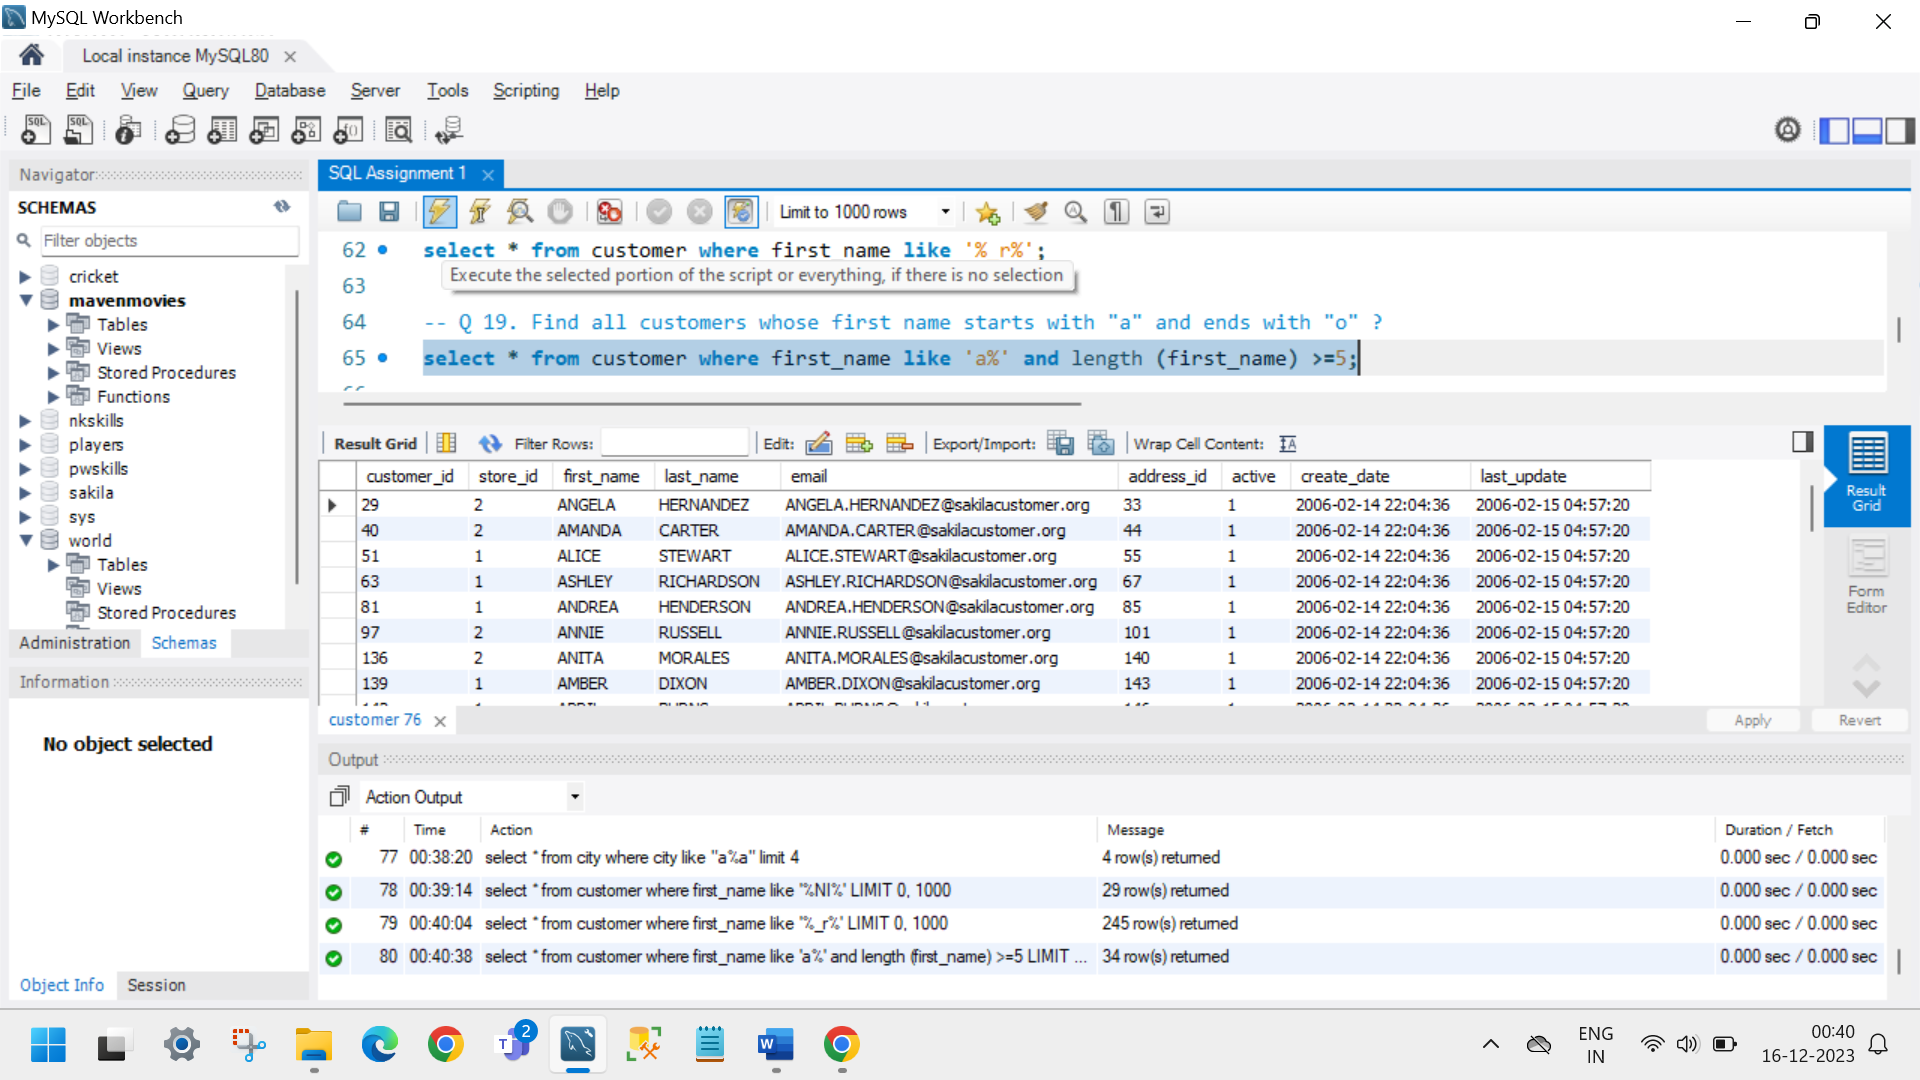 MySQL Workbench
Local instance MySQL80
File Edit View Query Database Server Tools Scripting Help
Navigator
SCHEMAS
Filter objects
cricket
mavenmovies
Tables
Views
Stored Procedures
Functions
nkskills
players
pwskills
sakila
sys
world
Tables
Views
Stored Procedures
Administration Schemas
Information
No object selected
Object Info Session
SQL Assignment 1
Limit to 1000 rows
62 select * from customer where first_name like '%_r%';
Execute the selected portion of the script or everything, if there is no selection
63
64 -- Q 19. Find all customers whose first name starts with "a" and ends with "o" ?
65 select * from customer where first_name like 'a%' and length (first_name) >=5;
66
Result Grid Filter Rows: Edit: Export/Import: Wrap Cell Content:
customer_id store_id first_name last_name email address_id active create_date last_update
29 2 ANGELA HERNANDEZ ANGELA.HERNANDEZ@sakilacustomer.org 33 1 2006-02-14 22:04:36 2006-02-15 04:57:20
40 2 AMANDA CARTER AMANDA.CARTER@sakilacustomer.org 44 1 2006-02-14 22:04:36 2006-02-15 04:57:20
51 1 ALICE STEWART ALICE.STEWART@sakilacustomer.org 55 1 2006-02-14 22:04:36 2006-02-15 04:57:20
63 1 ASHLEY RICHARDSON ASHLEY.RICHARDSON@sakilacustomer.org 67 1 2006-02-14 22:04:36 2006-02-15 04:57:20
81 1 ANDREA HENDERSON ANDREA.HENDERSON@sakilacustomer.org 85 1 2006-02-14 22:04:36 2006-02-15 04:57:20
97 2 ANNIE RUSSELL ANNIE.RUSSELL@sakilacustomer.org 101 1 2006-02-14 22:04:36 2006-02-15 04:57:20
136 2 ANITA MORALES ANITA.MORALES@sakilacustomer.org 140 1 2006-02-14 22:04:36 2006-02-15 04:57:20
139 1 AMBER DIXON AMBER.DIXON@sakilacustomer.org 143 1 2006-02-14 22:04:36 2006-02-15 04:57:20
Result
Grid
Form
Editor
customer 76
Apply Revert
Output
Action Output
# Time Action Message Duration / Fetch
77 00:38:20 select * from city where city like "a%a" limit 4 4 row(s) returned 0.000 sec / 0.000 sec
78 00:39:14 select * from customer where first_name like '%NI%' LIMIT 0, 1000 29 row(s) returned 0.000 sec / 0.000 sec
79 00:40:04 select * from customer where first_name like '%_r%' LIMIT 0, 1000 245 row(s) returned 0.000 sec / 0.000 sec
80 00:40:38 select * from customer where first_name like 'a%' and length (first_name) >=5 LIMIT ... 34 row(s) returned 0.000 sec / 0.000 sec
2
ENG
IN
00:40
16-12-2023